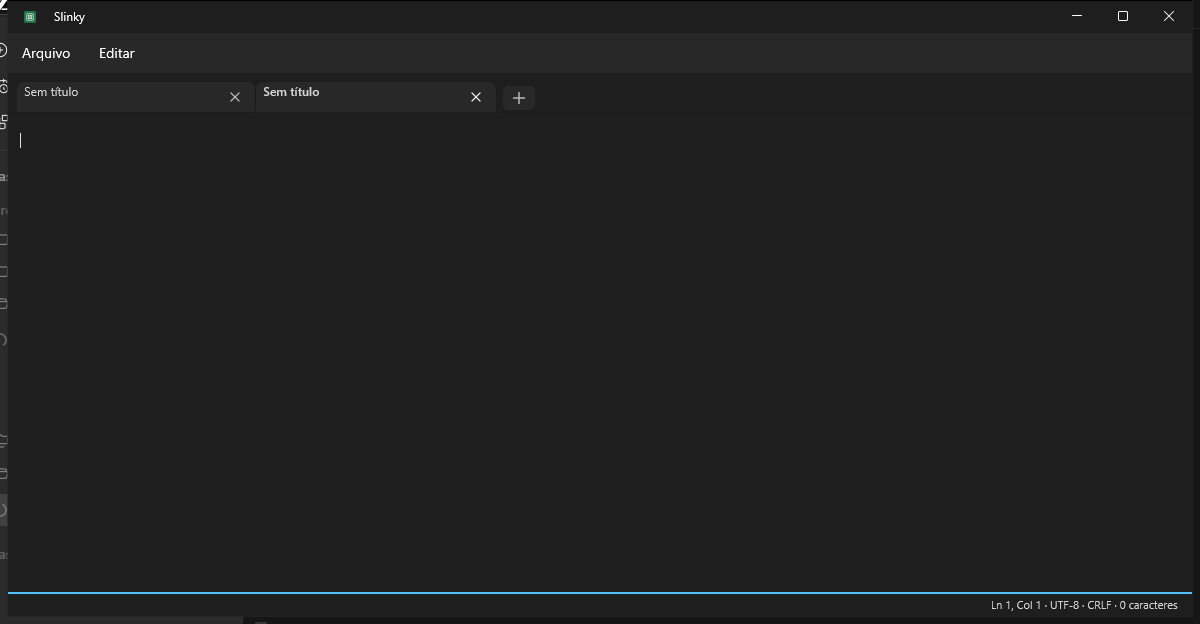 Slinky
Arquivo Editar
Sem título Sem título
Ln 1, Col 1 · UTF-8 · CRLF · 0 caracteres